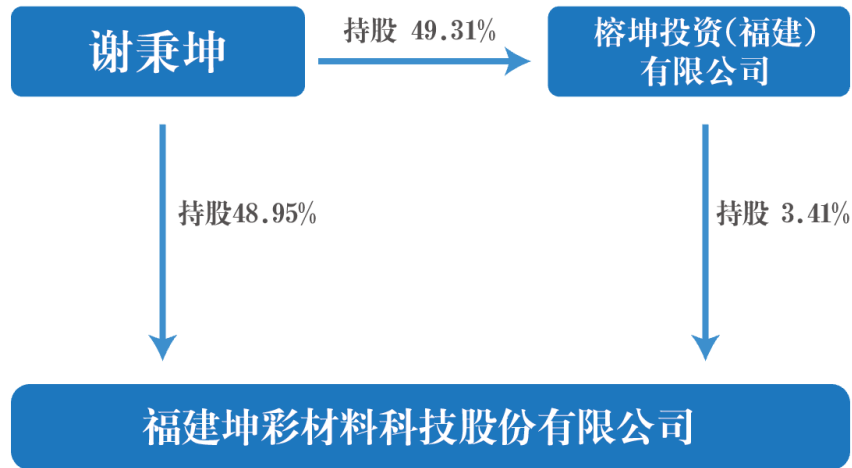 谢秉坤
持股 49.31%
榕坤投资(福建)
有限公司
持股48.95%
持股 3.41%
福建坤彩材料科技股份有限公司